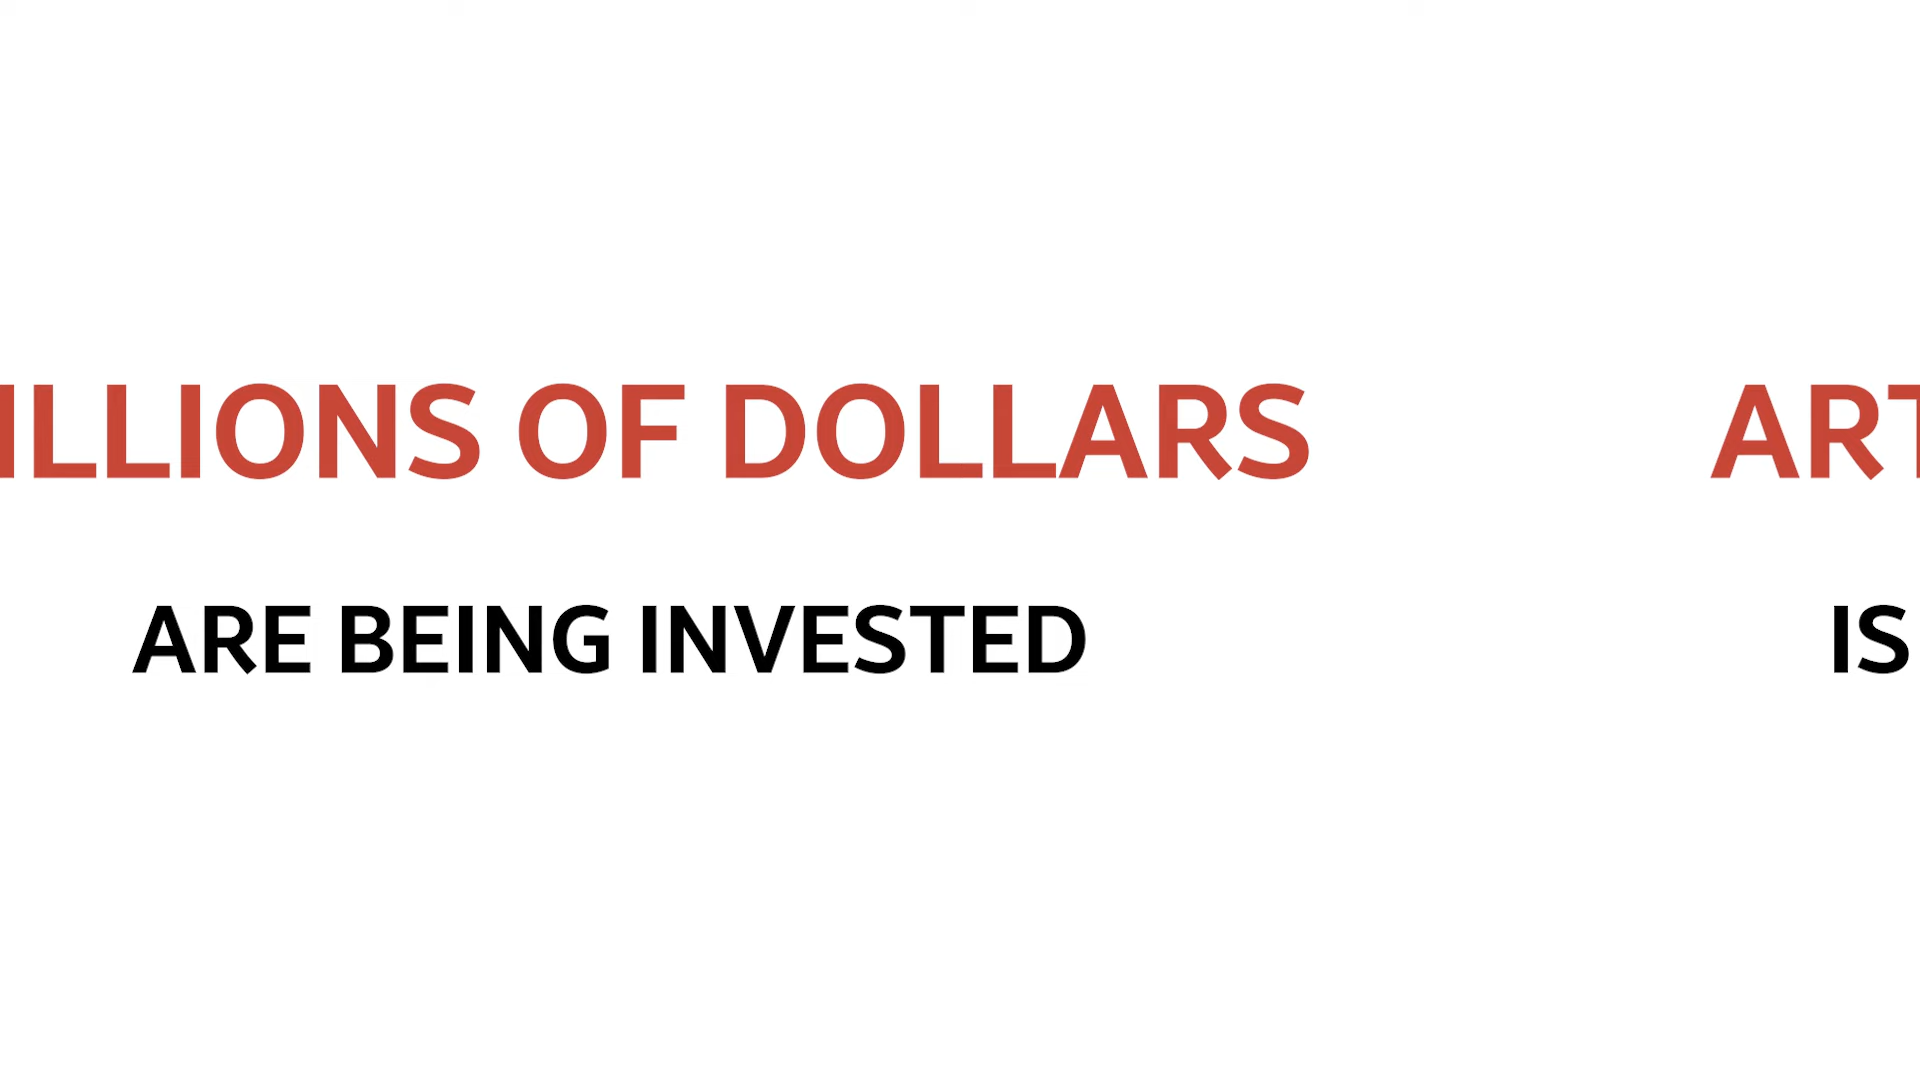 ILLIONS OF DOLLARS
ARE BEING INVESTED
ART
IS